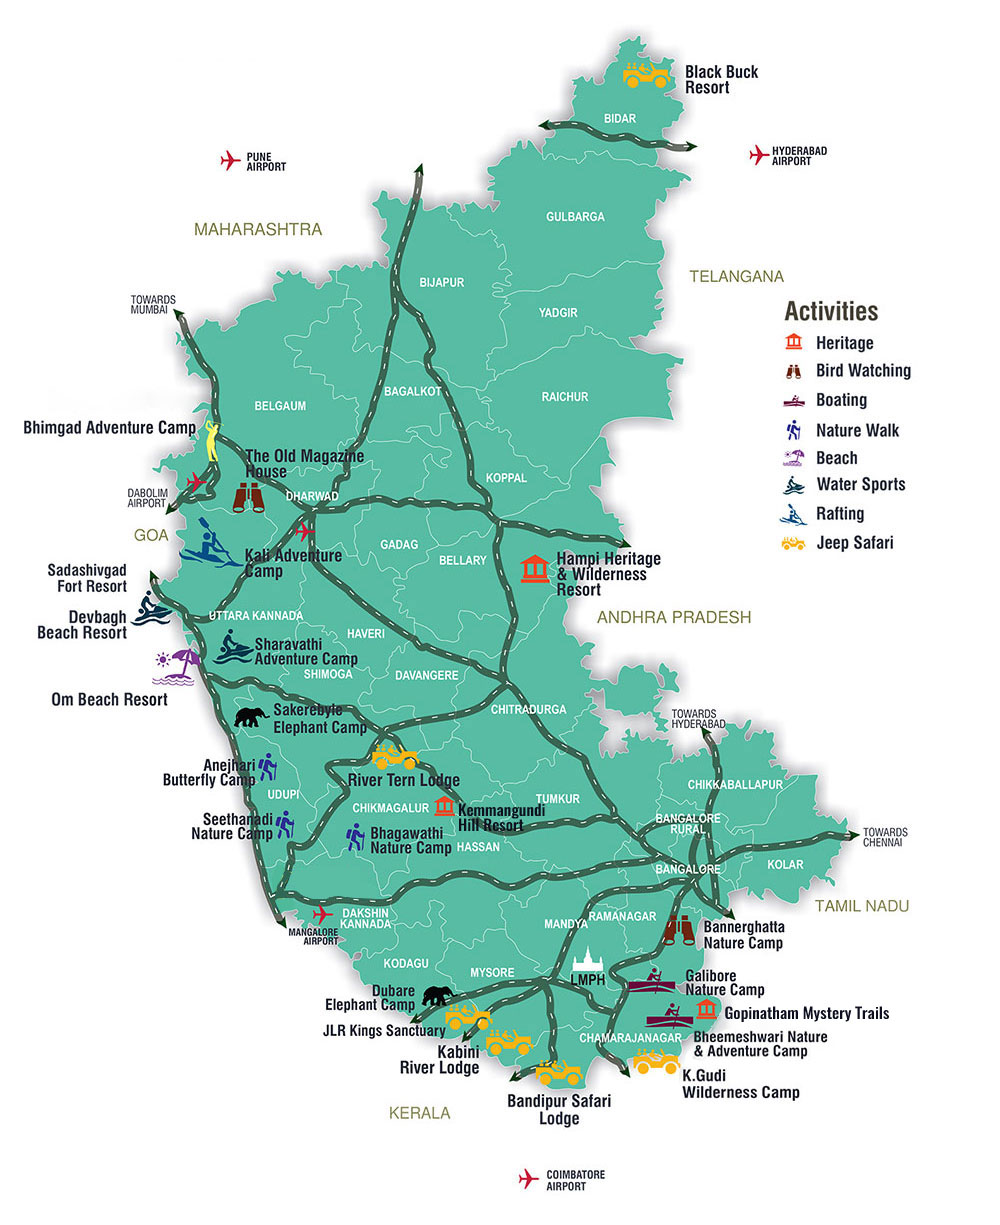 Black Buck
Resort
BIDAR
PUNE
AIRPORT
HYDERABAD
AIRPORT
GULBARGA
MAHARASHTRA
TELANGANA
BIJAPUR
TOWARDS
MUMBAI
YADGIR
Activities
Heritage
Bird Watching
Boating
Nature Walk
Beach
Water Sports
Rafting
Jeep Safari
BAGALKOT
RAICHUR
BELGAUM
Bhimgad Adventure Camp
The Old Magazine
House
KOPPAL
DHARWAD
DABOLIM
AIRPORT
GOA
GADAG
BELLARY
Kali Adventure
Camp
Hampi Heritage
& Wilderness
Resort
Sadashivgad
Fort Resort
Devbagh
Beach Resort
UTTARA KANNADA
ANDHRA PRADESH
HAVERI
Sharavathi
Adventure Camp
SHIMOGA
DAVANGERE
Om Beach Resort
CHITRADURGA
Sakerebyle
Elephant Camp
TOWARDS
HYDERABAD
Anejhari
Butterfly Camp
River Tern Lodge
CHIKKABALLAPUR
UDUPI
CHIKMAGALUR
TUMKUR
Kemmangundi
Hill Resort
Seethanadi
Nature Camp
Bhagawathi
Nature Camp
HASSAN
BANGALORE
RURAL
TOWARDS
CHENNAI
BANGALORE
KOLAR
TAMIL NADU
DAKSHIN
KANNADA
MANGALORE
AIRPORT
MANDYA
RAMANAGAR
Bannerghatta
Nature Camp
KODAGU
MYSORE
LMPH
Galibore
Nature Camp
Dubare
Elephant Camp
Gopinatham Mystery Trails
JLR Kings Sanctuary
CHAMARAJANAGAR
Bheemeshwari Nature
& Adventure Camp
Kabini
River Lodge
K.Gudi
Wilderness Camp
Bandipur Safari
Lodge
KERALA
COIMBATORE
AIRPORT